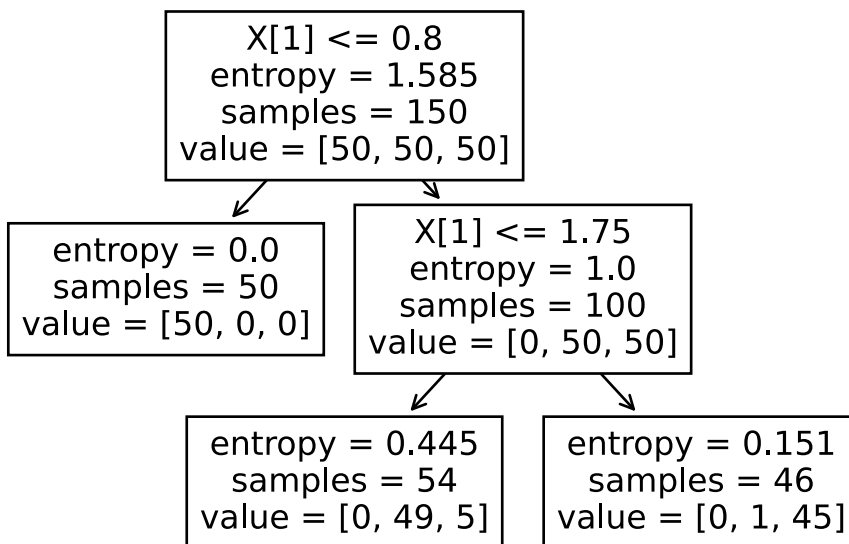 X[1] <= 0.8
entropy = 1.585
samples = 150
value = [50, 50, 50]
entropy = 0.0
samples = 50
value = [50, 0, 0]
X[1] <= 1.75
entropy = 1.0
samples = 100
value = [0, 50, 50]
entropy = 0.445
samples = 54
value = [0, 49, 5]
entropy = 0.151
samples = 46
value = [0, 1, 45]